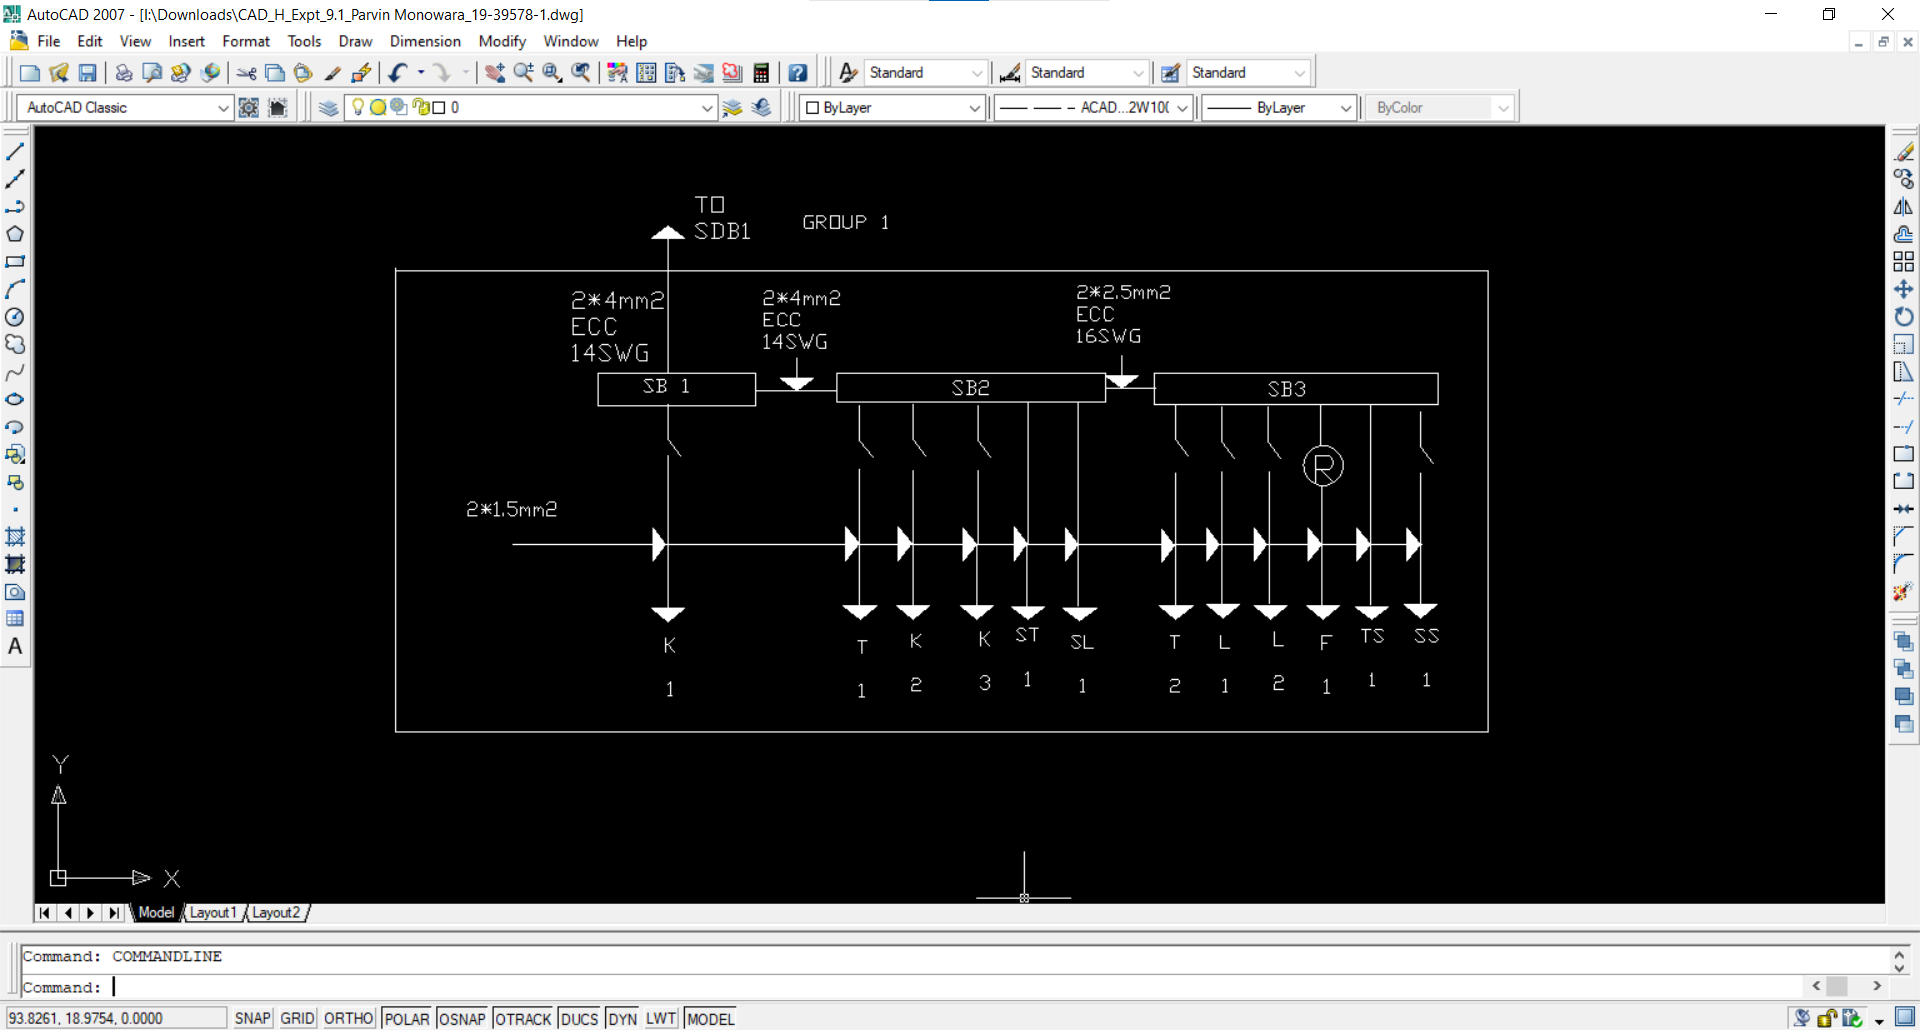 AutoCAD 2007 - [I:\Downloads\CAD_H_Expt_9.1_Parvin Monowara_19-39578-1.dwg]
File Edit View Insert Format Tools Draw Dimension Modify Window Help
Standard Standard Standard
AutoCAD Classic 0 ByLayer ACAD...2W100 ByLayer ByColor
A
TO
SDB1
GROUP 1
2*4mm2
ECC
14SWG
2*4mm2
ECC
14SWG
2*2.5mm2
ECC
16SWG
SB 1 SB2 SB3
R
2*1.5mm2
K T K K ST SL T L L F TS SS
1 1 2 3 1 1 2 1 2 1 1 1
Y
X
Model Layout1 Layout2
Command: COMMANDLINE
Command:
93.8261, 18.9754, 0.0000 SNAP GRID ORTHO POLAR OSNAP OTRACK DUCS DYN LWT MODEL